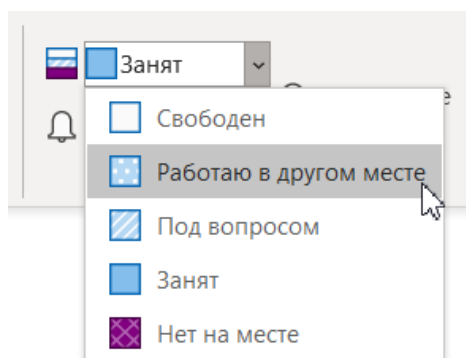 Занят
Свободен
Работаю в другом месте
Под вопросом
Занят
Нет на месте